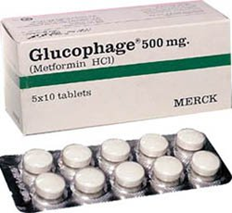 Glucophage® 500 mg.
(Metformin HCl)
5x10 tablets
MERCK